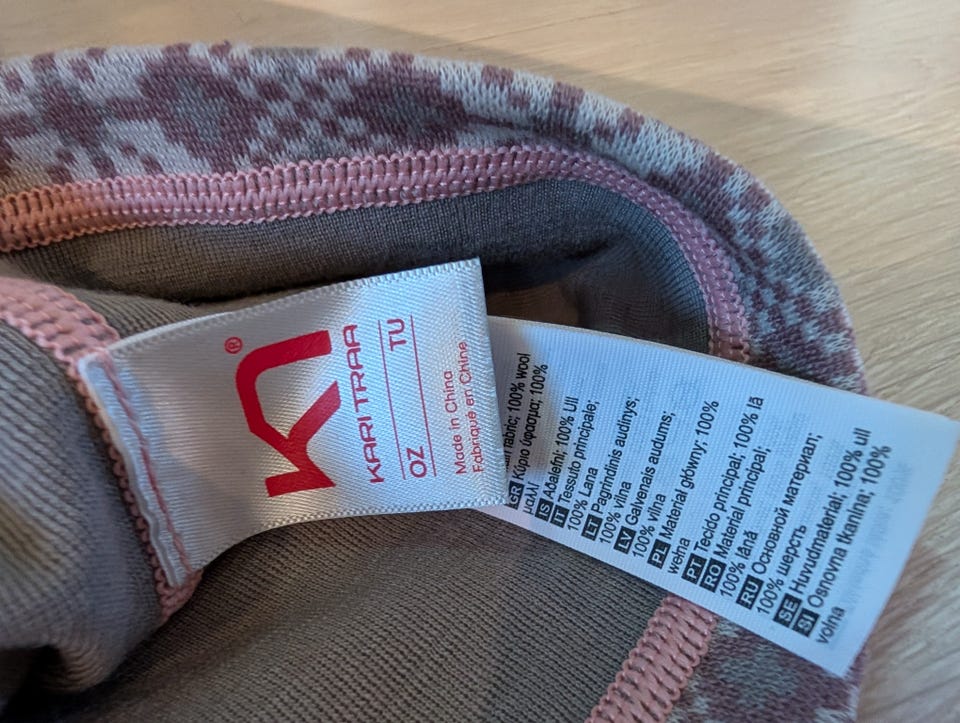 ®
KARI TRAA
OZ TU
Made in China
Fabriqué en Chine
fabric; 100% wool
GR Κύριο ύφασμα; 100%
μαλλί
IS Aðalefni; 100% Ull
IT Tessuto principale;
100% Lana
LT Pagrindinis audinys;
100% vilna
LV Galvenais audums;
100% vilna
PL Materiał główny; 100%
wełna
PT Tecido principal; 100% lã
RO Material principal;
100% lână
RU Основной материал;
100% шерсть
SE Huvudmaterial; 100% ull
SI Osnovna tkanina; 100%
volna